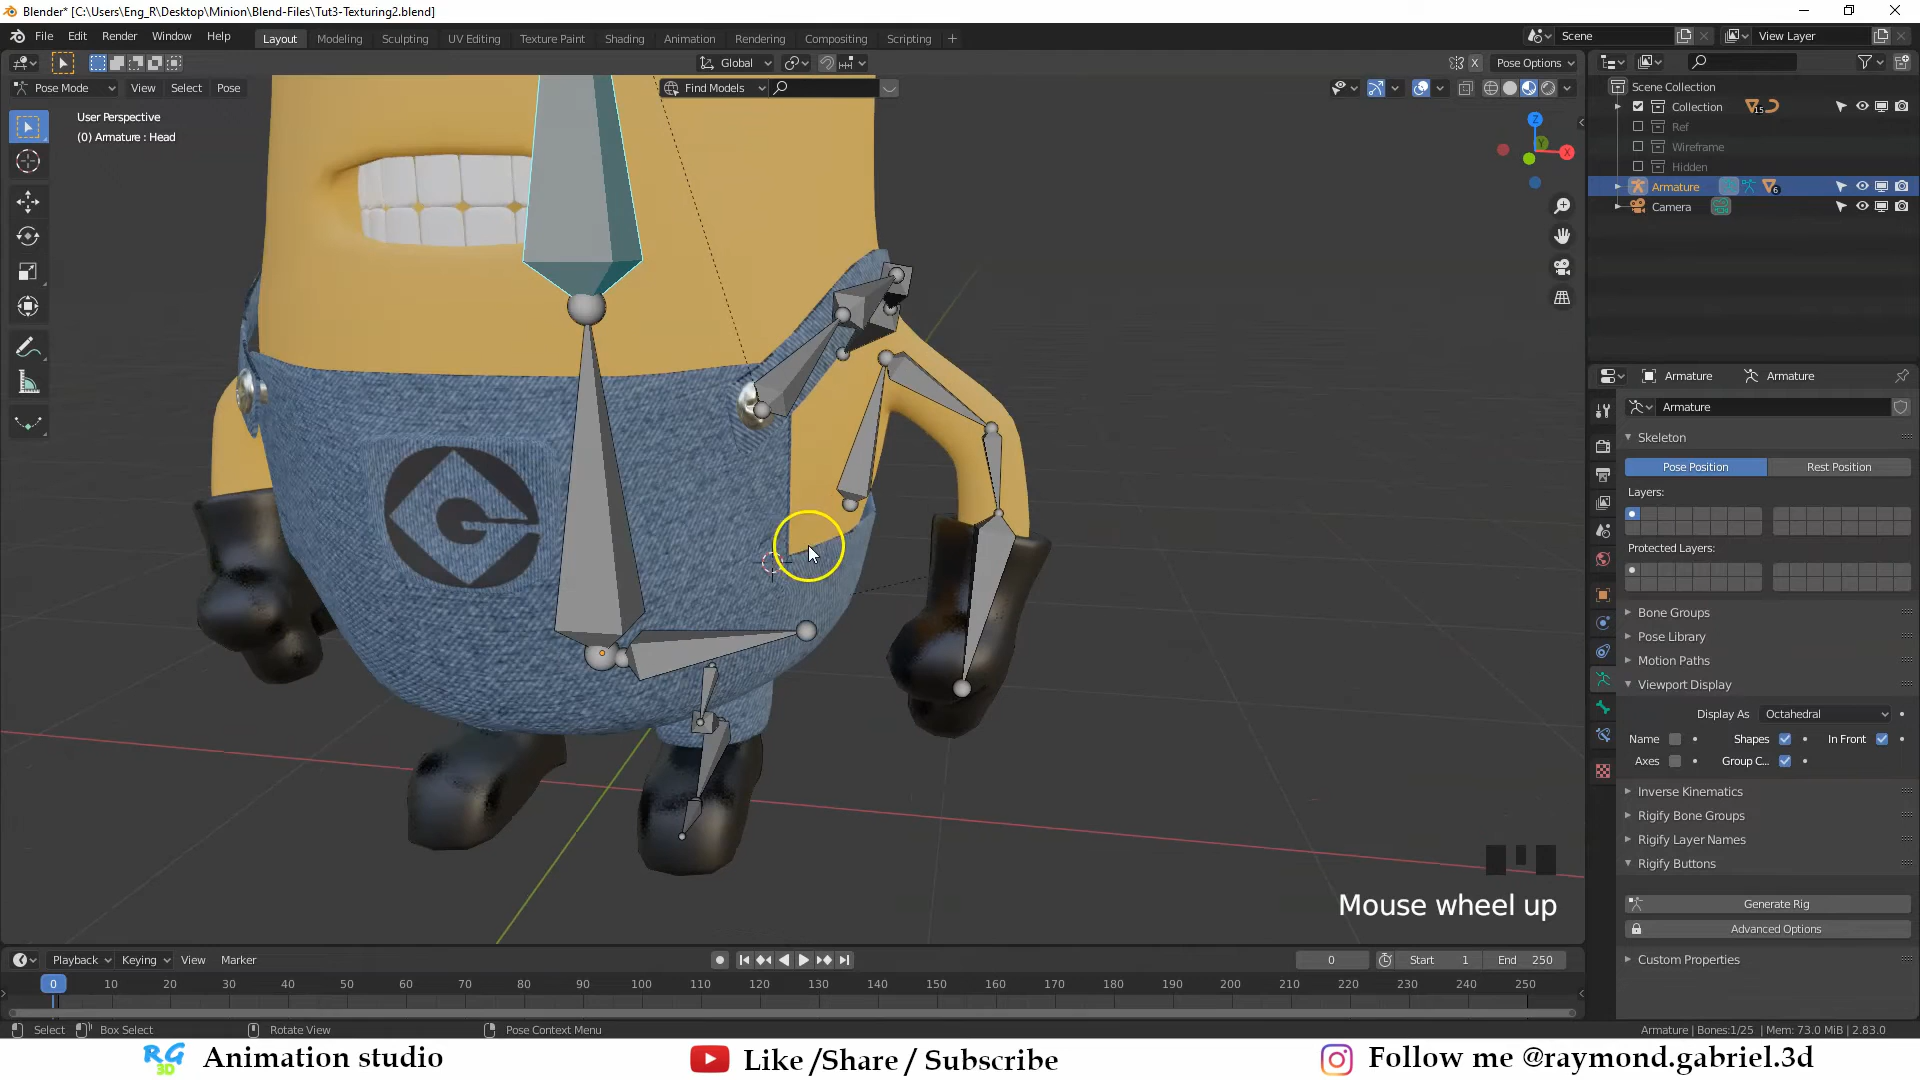 Blender* [C:\Users\Eng_R\Desktop\Minion\Blend-Files\Tut3-Texturing2.blend]
File Edit Render Window Help Layout Modeling Sculpting UV Editing Texture Paint Shading Animation Rendering Compositing Scripting + Scene View Layer
Global Pose Options
Pose Mode View Select Pose Find Models
User Perspective
(0) Armature : Head
Z
Y
X
Scene Collection
Collection 15
Ref
Wireframe
Hidden
Armature 6
Camera
Armature Armature
Armature
Skeleton
Pose Position Rest Position
Layers:
Protected Layers:
Bone Groups
Pose Library
Motion Paths
Viewport Display
Display As Octahedral
Name Shapes In Front
Axes Group C...
Inverse Kinematics
Rigify Bone Groups
Rigify Layer Names
Rigify Buttons
Generate Rig
Advanced Options
Custom Properties
Mouse wheel up
Playback Keying View Marker 0 Start 1 End 250
0 10 20 30 40 50 60 70 80 90 100 110 120 130 140 150 160 170 180 190 200 210 220 230 240 250
Select Box Select Rotate View Pose Context Menu Armature | Bones:1/25 | Mem: 73.0 MiB | 2.83.0
RG 3D Animation studio Like /Share / Subscribe Follow me @raymond.gabriel.3d